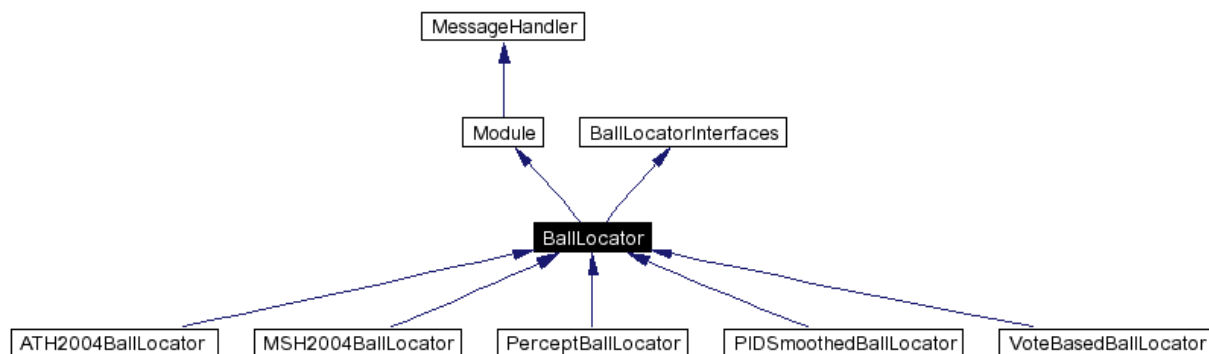 MessageHandler
Module
BallLocatorInterfaces
BallLocator
ATH2004BallLocator
MSH2004BallLocator
PerceptBallLocator
PIDSmoothedBallLocator
VoteBasedBallLocator